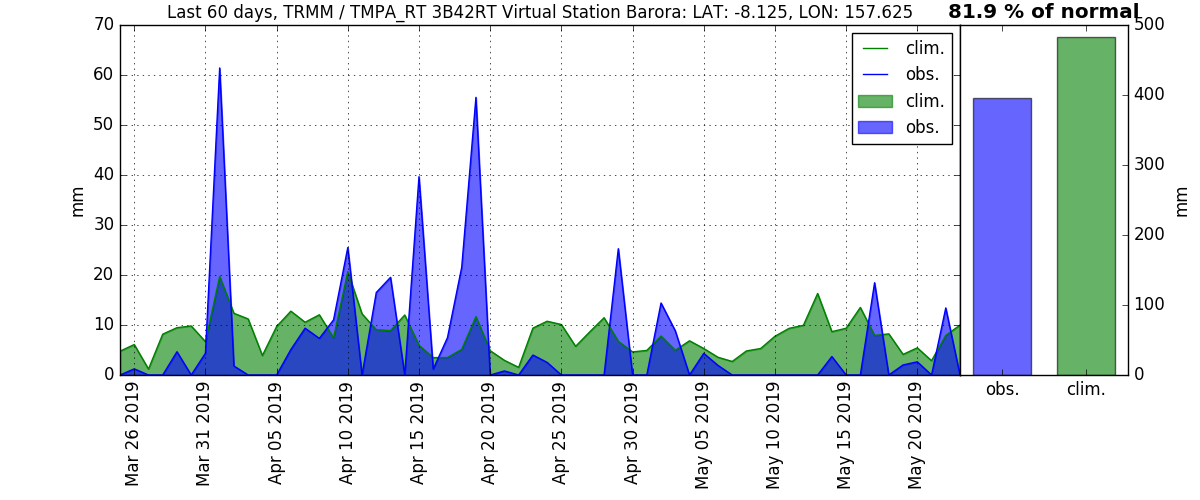 Last 60 days, TRMM / TMPA_RT 3B42RT Virtual Station Barora: LAT: -8.125, LON: 157.625
81.9 % of normal
70
60
50
40
30
20
10
0
mm
clim.
obs.
clim.
obs.
500
400
300
200
100
0
mm
obs.
clim.
Mar 26 2019
Mar 31 2019
Apr 05 2019
Apr 10 2019
Apr 15 2019
Apr 20 2019
Apr 25 2019
Apr 30 2019
May 05 2019
May 10 2019
May 15 2019
May 20 2019